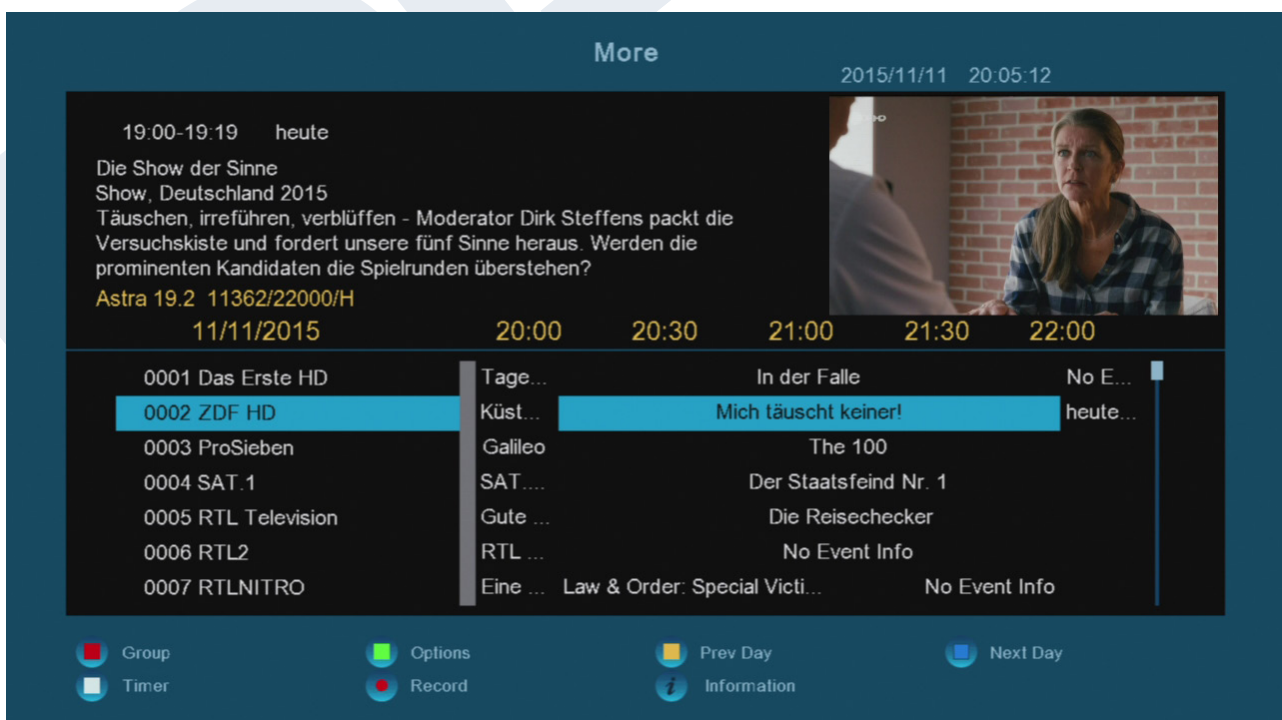 More
2015/11/11 20:05:12
19:00-19:19 heute
Die Show der Sinne
Show, Deutschland 2015
Täuschen, irreführen, verblüffen - Moderator Dirk Steffens packt die
Versuchskiste und fordert unsere fünf Sinne heraus. Werden die
prominenten Kandidaten die Spielrunden überstehen?
Astra 19.2 11362/22000/H
11/11/2015 20:00 20:30 21:00 21:30 22:00
0001 Das Erste HD Tage... In der Falle No E...
0002 ZDF HD Küst... Mich täuscht keiner! heute...
0003 ProSieben Galileo The 100
0004 SAT.1 SAT.... Der Staatsfeind Nr. 1
0005 RTL Television Gute ... Die Reisechecker
0006 RTL2 RTL ... No Event Info
0007 RTLNITRO Eine ... Law & Order: Special Victi... No Event Info
Group Options Prev Day Next Day
Timer Record i Information